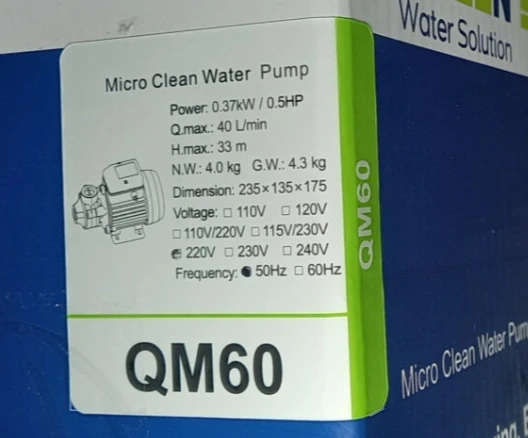 Water Solution
Micro Clean Water Pump
Power: 0.37kW / 0.5HP
Q.max.: 40 L/min
H.max.: 33 m
N.W.: 4.0 kg G.W.: 4.3 kg
Dimension: 235×135×175
Voltage: □ 110V □ 120V
□ 110V/220V □ 115V/230V
■ 220V □ 230V □ 240V
Frequency: ■ 50Hz □ 60Hz
QM60
QM60
Micro Clean Water Pump